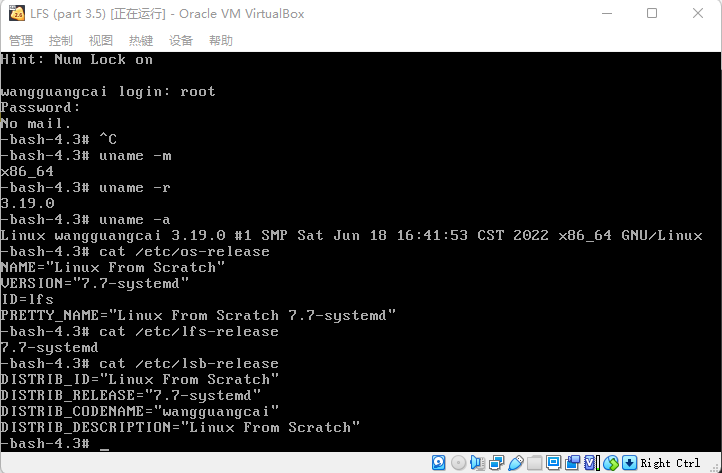 LFS (part 3.5) [正在运行] - Oracle VM VirtualBox
管理 控制 视图 热键 设备 帮助
Hint: Num Lock on
wangguangcai login: root
Password:
No mail.
-bash-4.3# ^C
-bash-4.3# uname -m
x86_64
-bash-4.3# uname -r
3.19.0
-bash-4.3# uname -a
Linux wangguangcai 3.19.0 #1 SMP Sat Jun 18 16:41:53 CST 2022 x86_64 GNU/Linux
-bash-4.3# cat /etc/os-release
NAME="Linux From Scratch"
VERSION="7.7-systemd"
ID=lfs
PRETTY_NAME="Linux From Scratch 7.7-systemd"
-bash-4.3# cat /etc/lfs-release
7.7-systemd
-bash-4.3# cat /etc/lsb-release
DISTRIB_ID="Linux From Scratch"
DISTRIB_RELEASE="7.7-systemd"
DISTRIB_CODENAME="wangguangcai"
DISTRIB_DESCRIPTION="Linux From Scratch"
-bash-4.3# _
Right Ctrl